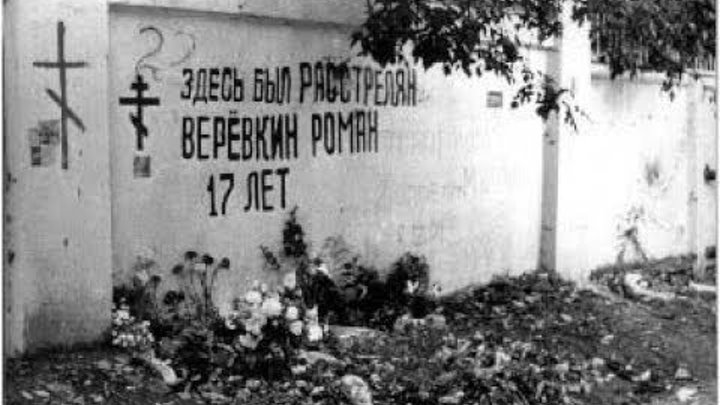 ЗДЕСЬ БЫЛ РАССТРЕЛЯН
ВЕРЁВКИН РОМАН
17 ЛЕТ